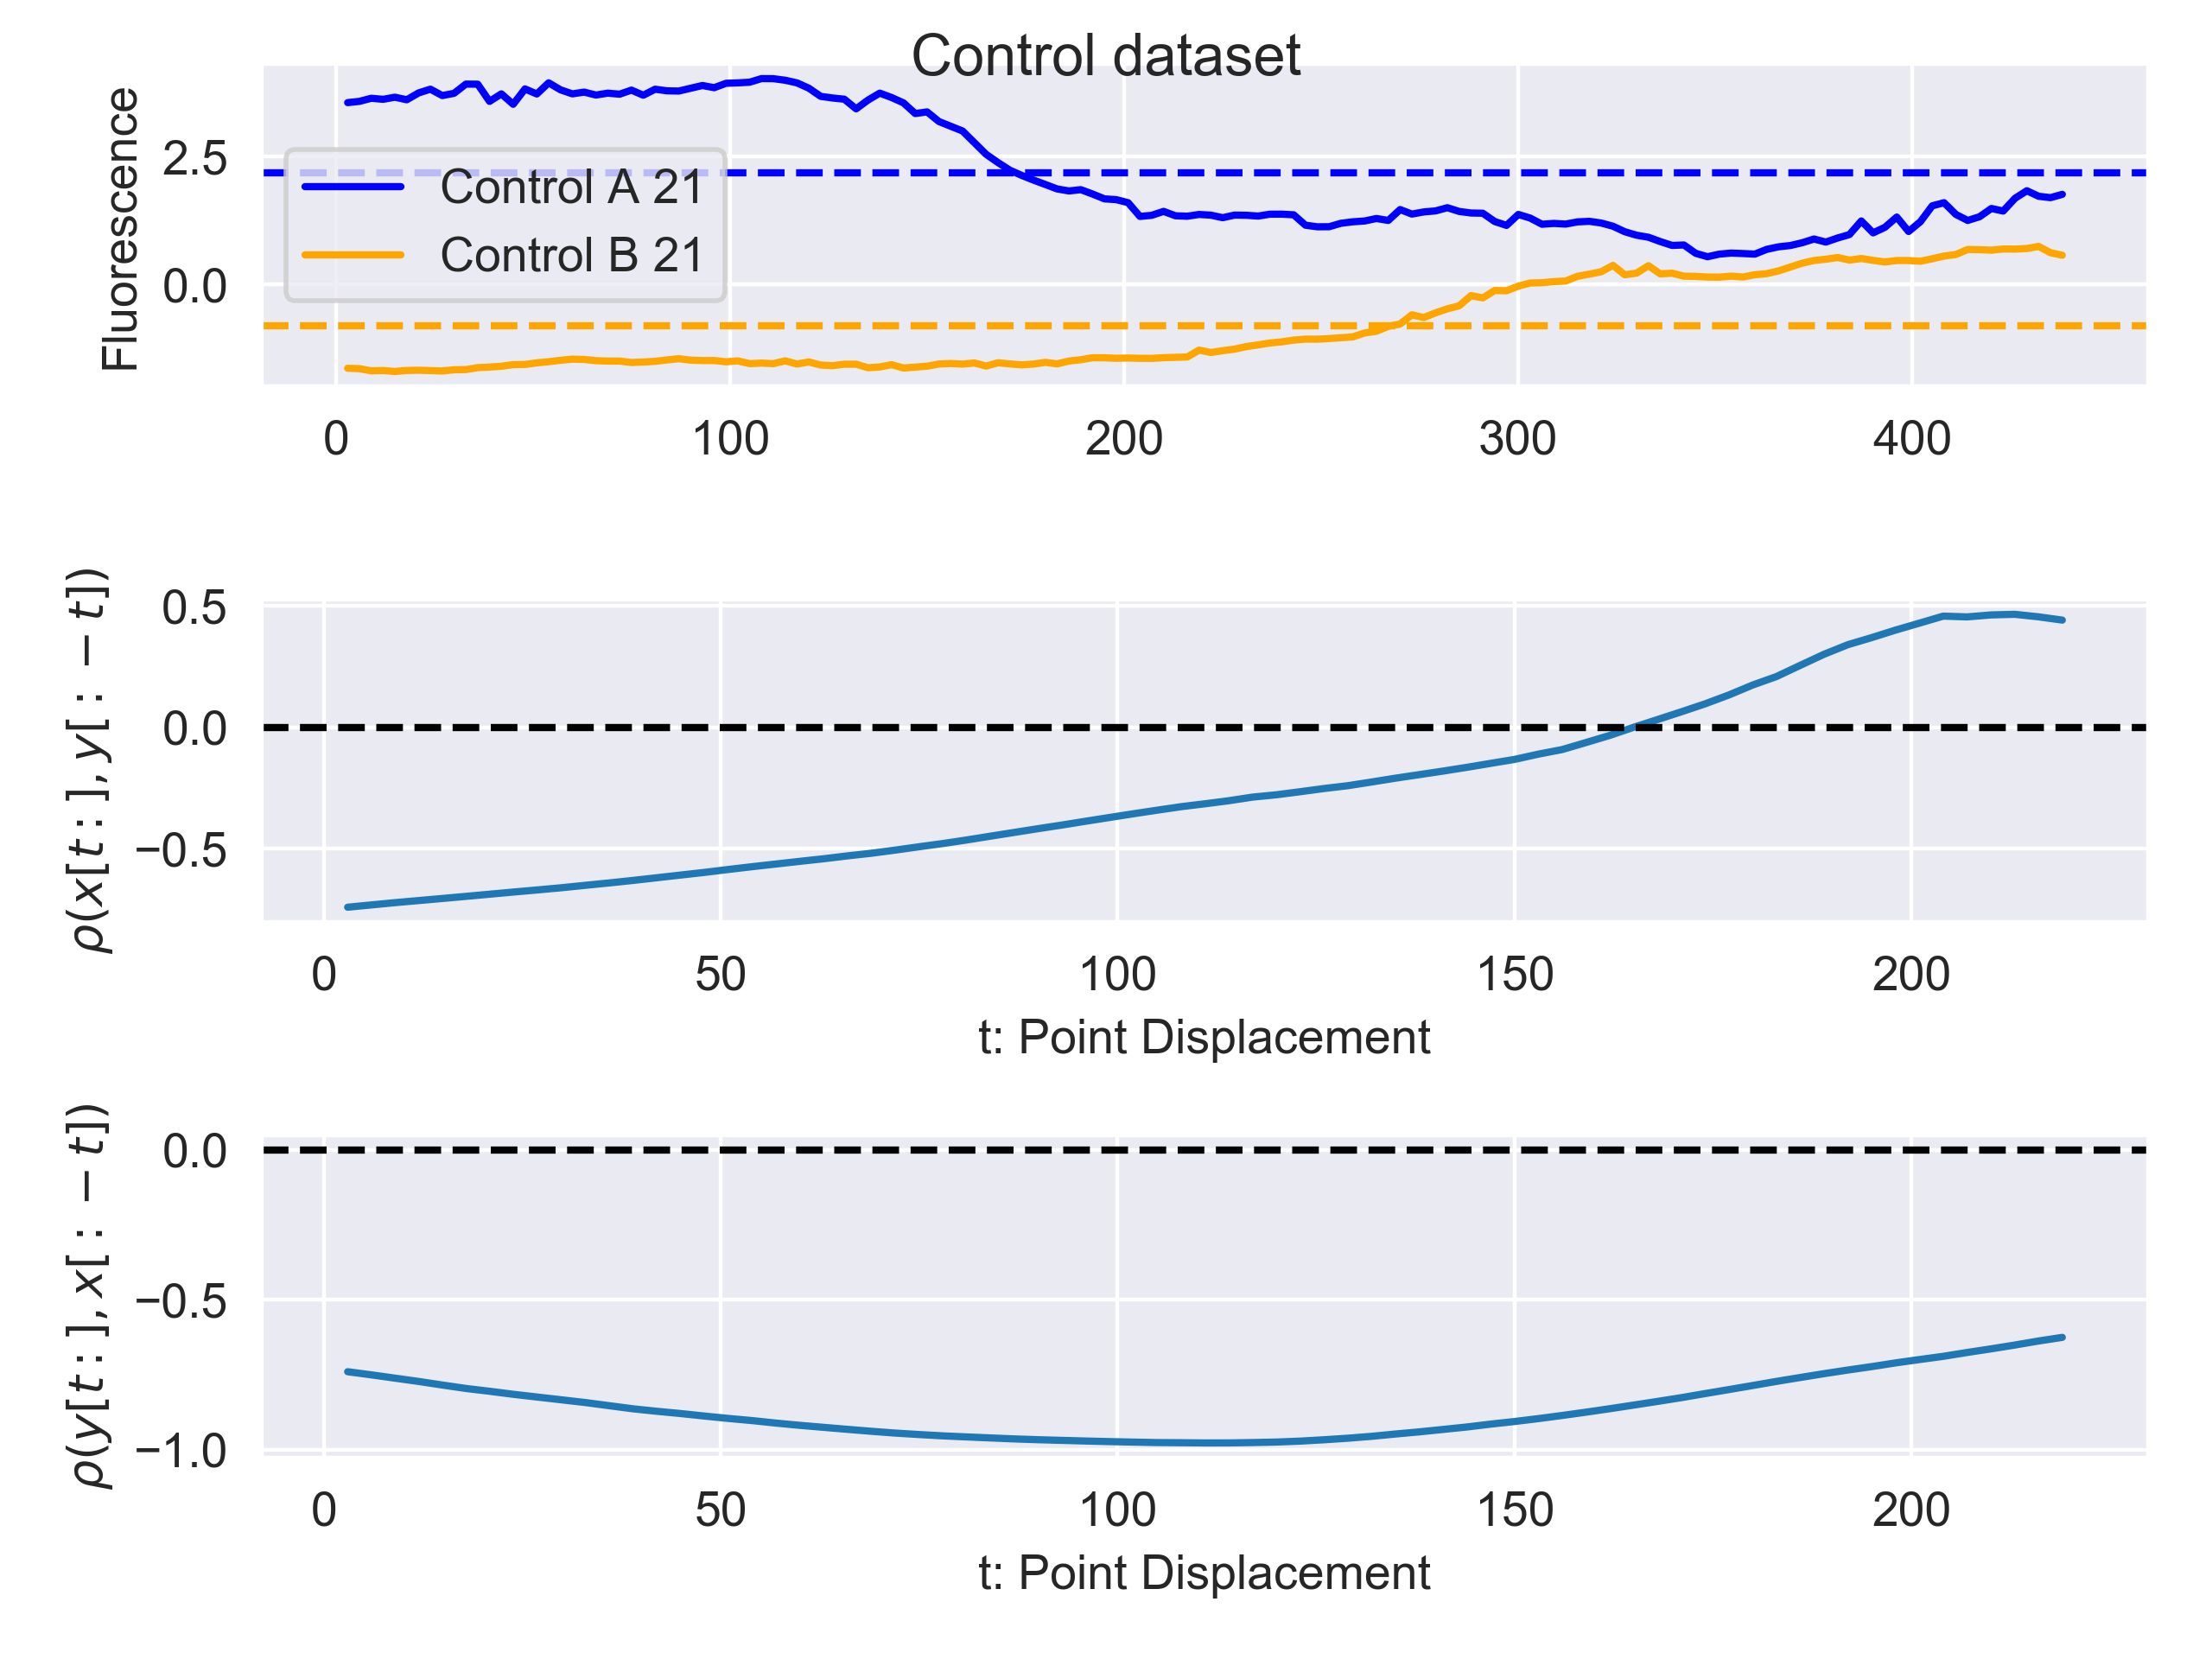 Control dataset
Fluorescence
2.5
0.0
Control A 21
Control B 21
0 100 200 300 400
ρ(x[t:], y[: − t])
0.5
0.0
−0.5
0 50 100 150 200
t: Point Displacement
ρ(y[t:], x[: − t])
0.0
−0.5
−1.0
0 50 100 150 200
t: Point Displacement